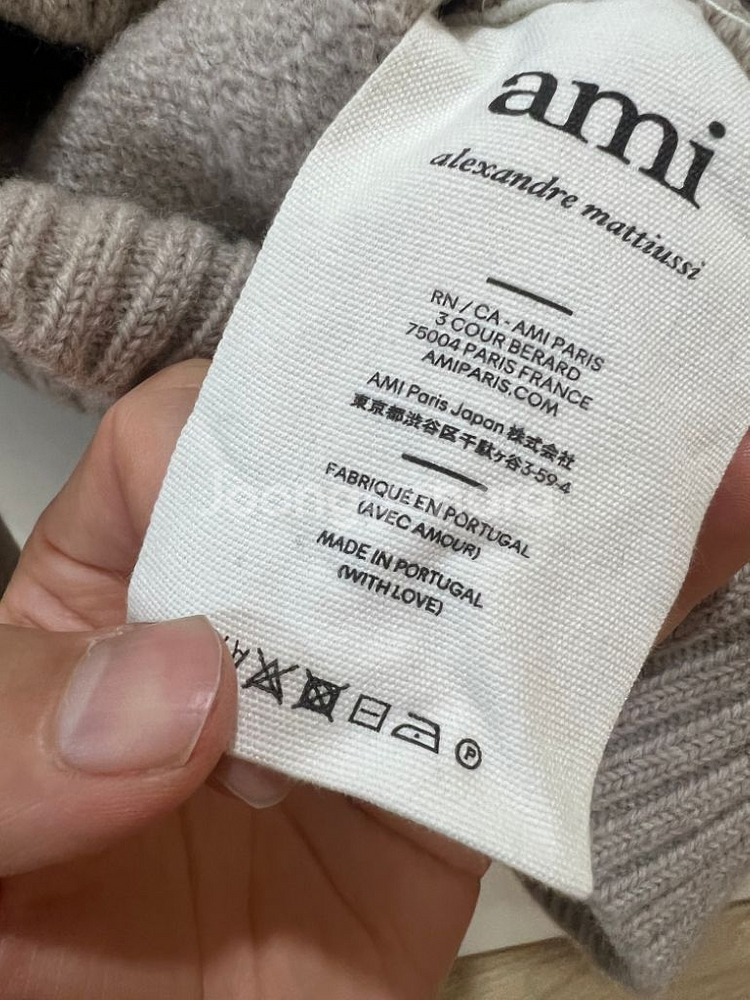 ami
alexandre mattiussi
RN / CA - AMI PARIS
3 COUR BERARD
75004 PARIS FRANCE
AMIPARIS.COM
AMI Paris Japan 株式会社
東京都渋谷区千駄ヶ谷3-59-4
FABRIQUÉ EN PORTUGAL
(AVEC AMOUR)
MADE IN PORTUGAL
(WITH LOVE)
P